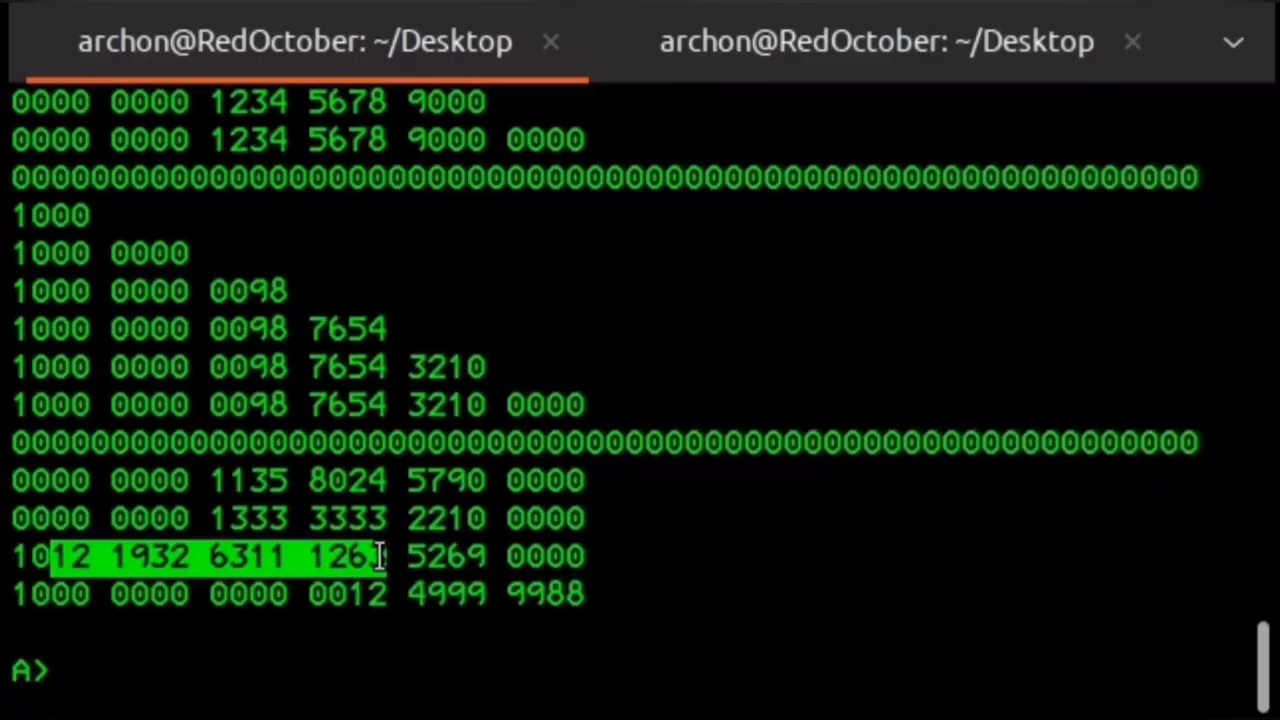 archon@RedOctober: ~/Desktop × archon@RedOctober: ~/Desktop ×
0000 0000 1234 5678 9000
0000 0000 1234 5678 9000 0000
000000000000000000000000000000000000000000000000000000000000
1000
1000 0000
1000 0000 0098
1000 0000 0098 7654
1000 0000 0098 7654 3210
1000 0000 0098 7654 3210 0000
000000000000000000000000000000000000000000000000000000000000
0000 0000 1135 8024 5790 0000
0000 0000 1333 3333 2210 0000
1012 1932 6311 1263 5269 0000
1000 0000 0000 0012 4999 9988
A>